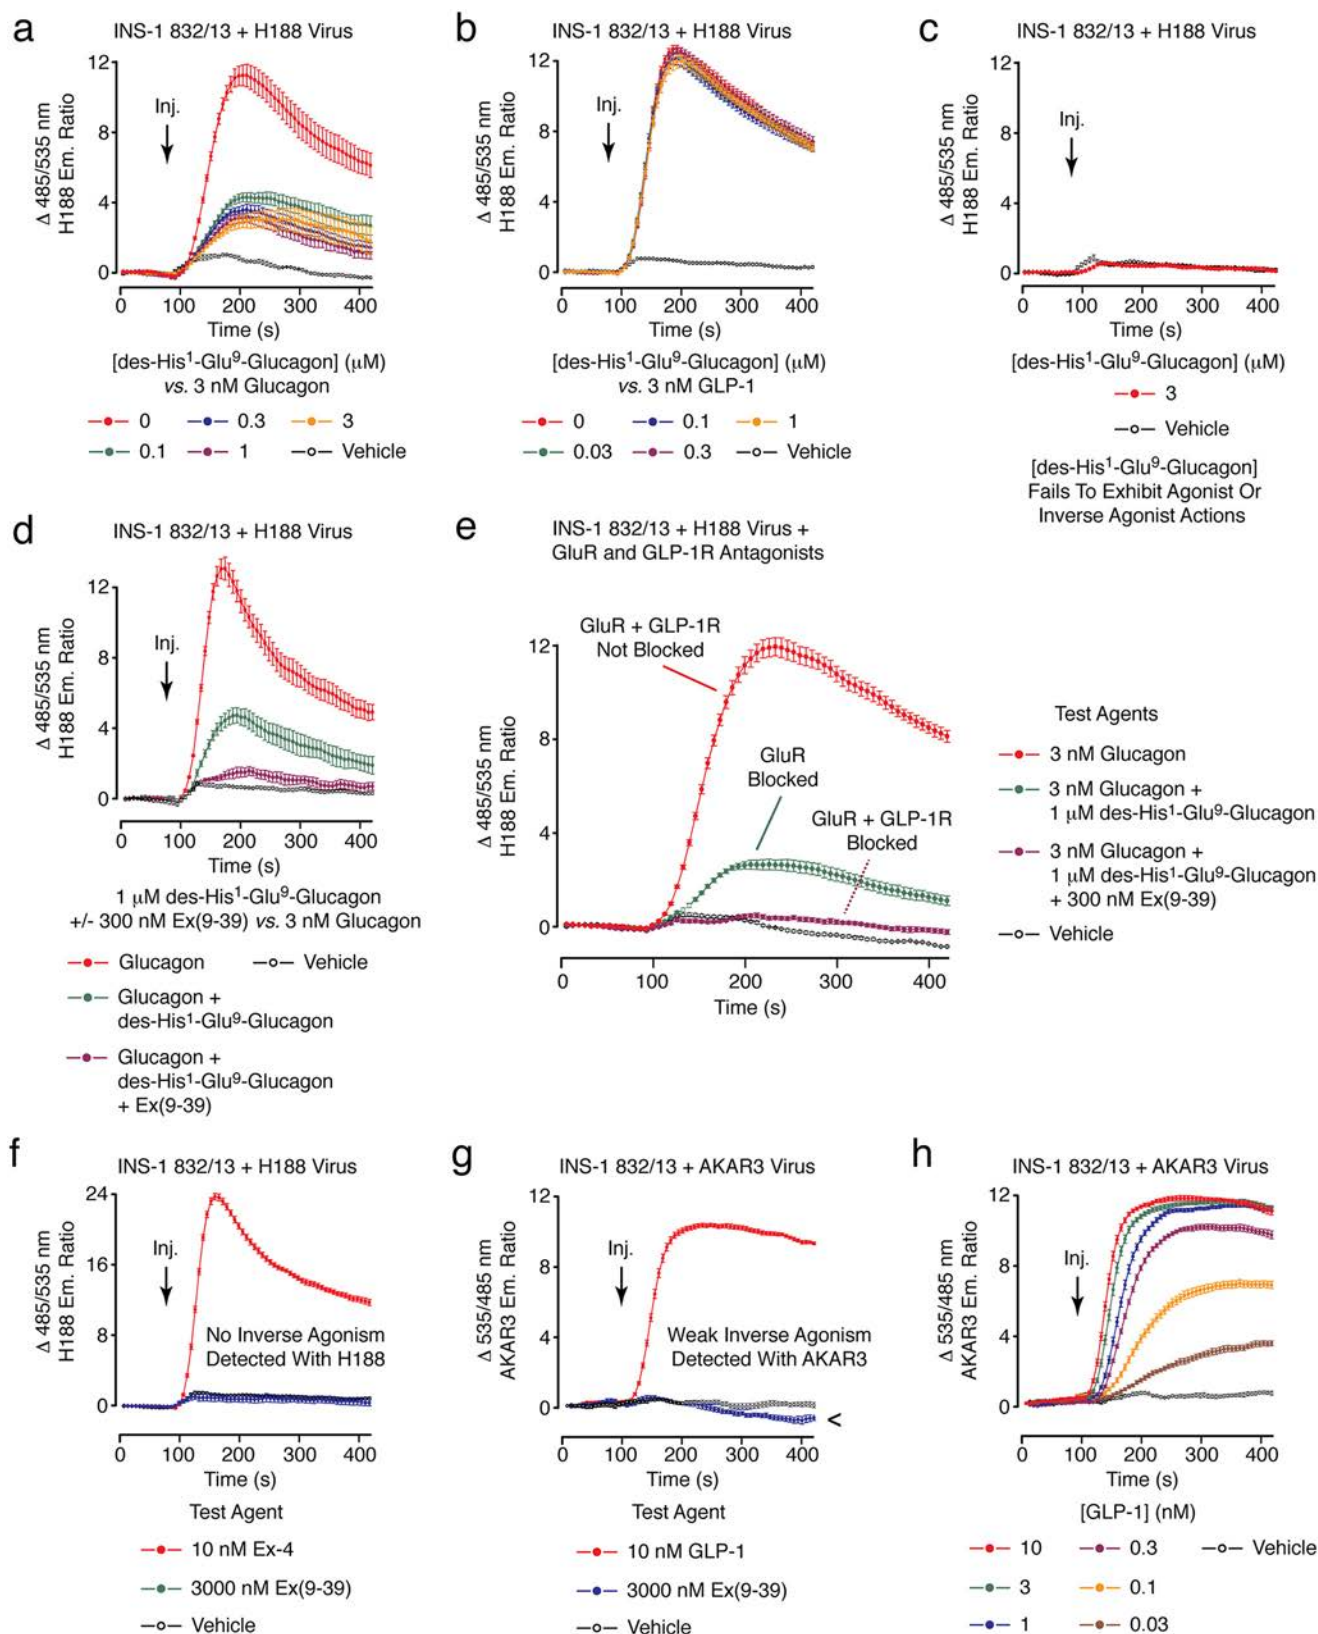 a
INS-1 832/13 + H188 Virus
Δ 485/535 nm
H188 Em. Ratio
12
8
4
0
Inj.
0 100 200 300 400
Time (s)
[des-His¹-Glu⁹-Glucagon] (μM)
vs. 3 nM Glucagon
0 0.3 3
0.1 1 Vehicle
b
INS-1 832/13 + H188 Virus
Δ 485/535 nm
H188 Em. Ratio
12
8
4
0
Inj.
0 100 200 300 400
Time (s)
[des-His¹-Glu⁹-Glucagon] (μM)
vs. 3 nM GLP-1
0 0.1 1
0.03 0.3 Vehicle
c
INS-1 832/13 + H188 Virus
Δ 485/535 nm
H188 Em. Ratio
12
8
4
0
Inj.
0 100 200 300 400
Time (s)
[des-His¹-Glu⁹-Glucagon] (μM)
3
Vehicle
[des-His¹-Glu⁹-Glucagon]
Fails To Exhibit Agonist Or
Inverse Agonist Actions
d
INS-1 832/13 + H188 Virus
Δ 485/535 nm
H188 Em. Ratio
12
8
4
0
Inj.
0 100 200 300 400
Time (s)
1 μM des-His¹-Glu⁹-Glucagon
+/- 300 nM Ex(9-39) vs. 3 nM Glucagon
Glucagon Vehicle
Glucagon +
des-His¹-Glu⁹-Glucagon
Glucagon +
des-His¹-Glu⁹-Glucagon
+ Ex(9-39)
e
INS-1 832/13 + H188 Virus +
GluR and GLP-1R Antagonists
Δ 485/535 nm
H188 Em. Ratio
12
8
4
0
GluR + GLP-1R
Not Blocked
GluR
Blocked
GluR + GLP-1R
Blocked
0 100 200 300 400
Time (s)
Test Agents
3 nM Glucagon
3 nM Glucagon +
1 μM des-His¹-Glu⁹-Glucagon
3 nM Glucagon +
1 μM des-His¹-Glu⁹-Glucagon
+ 300 nM Ex(9-39)
Vehicle
f
INS-1 832/13 + H188 Virus
Δ 485/535 nm
H188 Em. Ratio
24
16
8
0
Inj.
No Inverse Agonism
Detected With H188
0 100 200 300 400
Time (s)
Test Agent
10 nM Ex-4
3000 nM Ex(9-39)
Vehicle
g
INS-1 832/13 + AKAR3 Virus
Δ 535/485 nm
AKAR3 Em. Ratio
12
8
4
0
Inj.
Weak Inverse Agonism
Detected With AKAR3
<
0 100 200 300 400
Time (s)
Test Agent
10 nM GLP-1
3000 nM Ex(9-39)
Vehicle
h
INS-1 832/13 + AKAR3 Virus
Δ 535/485 nm
AKAR3 Em. Ratio
12
8
4
0
Inj.
0 100 200 300 400
Time (s)
[GLP-1] (nM)
10 0.3 Vehicle
3 0.1
1 0.03